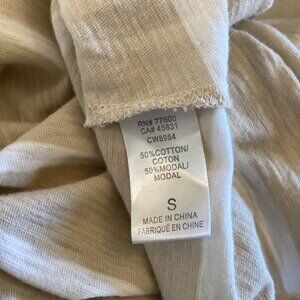 RN# 77600
CA# 45831
CW8984
50%COTTON/
COTON
50%MODAL/
MODAL
S
MADE IN CHINA
FABRIQUÉ EN CHINE